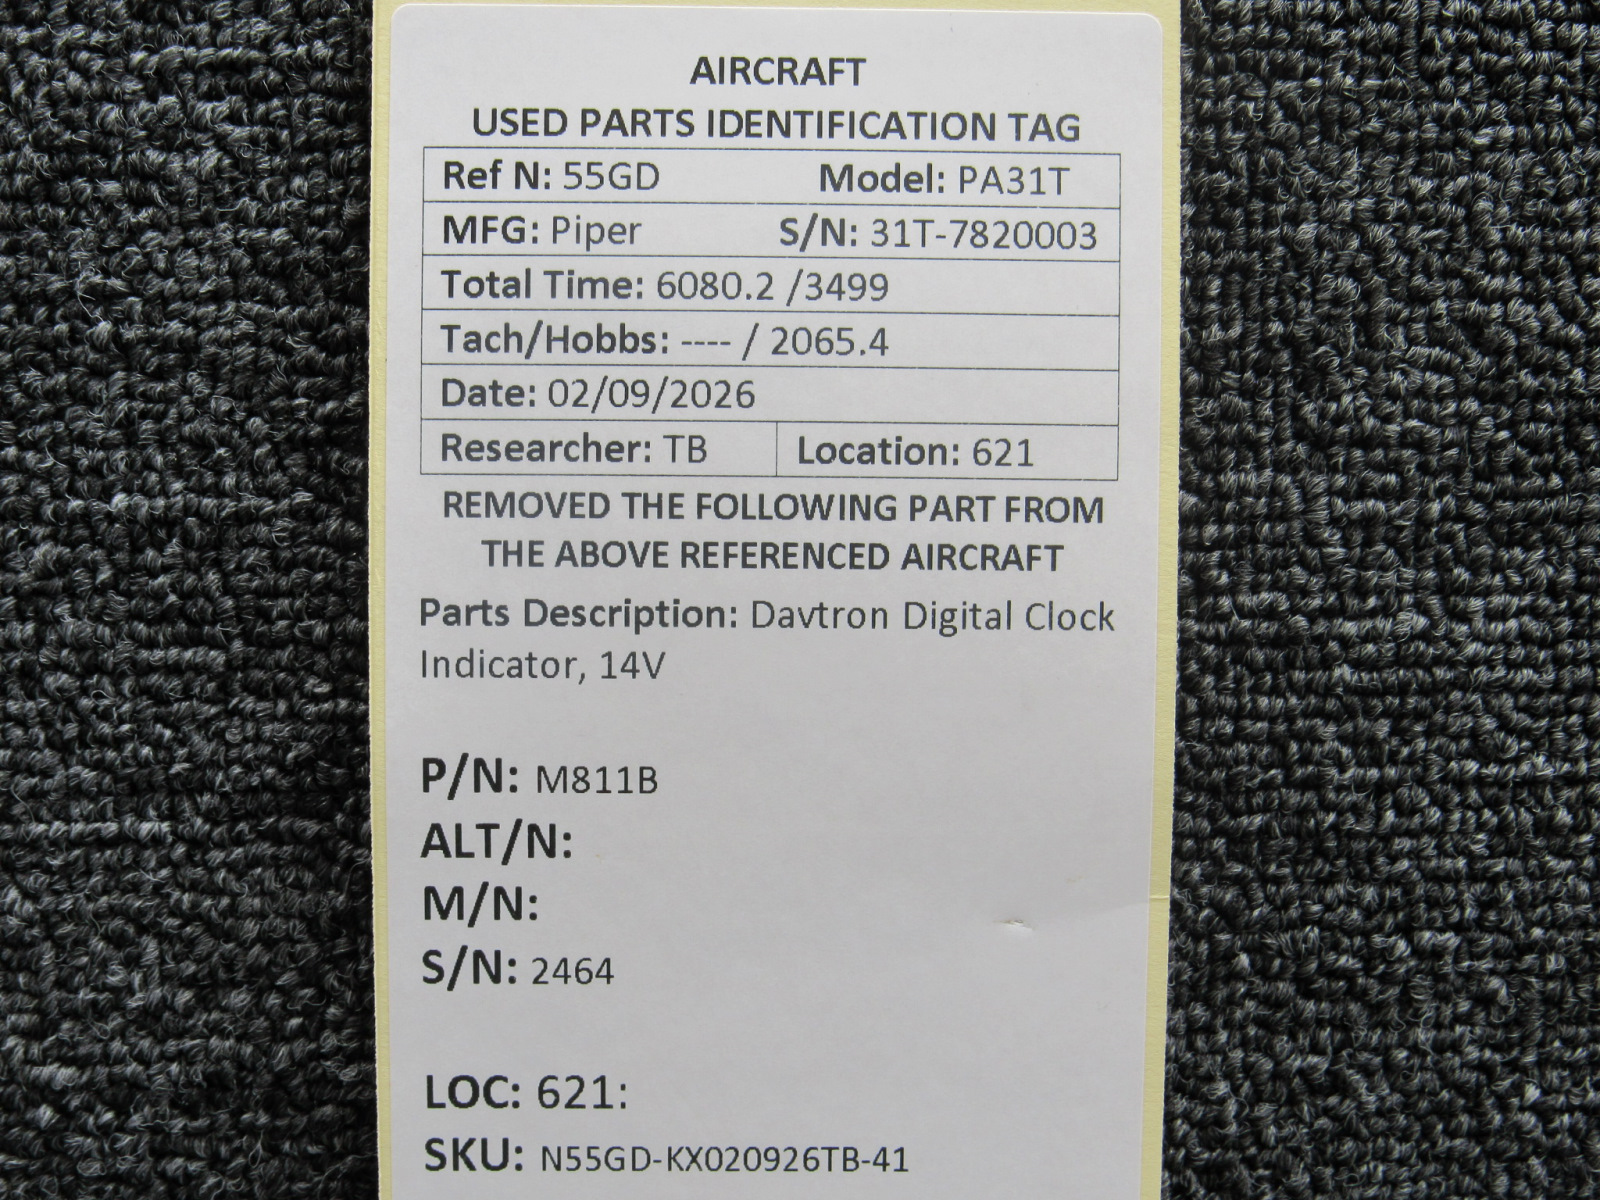 AIRCRAFT
USED PARTS IDENTIFICATION TAG
Ref N: 55GD Model: PA31T
MFG: Piper S/N: 31T-7820003
Total Time: 6080.2 /3499
Tach/Hobbs: ---- / 2065.4
Date: 02/09/2026
Researcher: TB Location: 621
REMOVED THE FOLLOWING PART FROM
THE ABOVE REFERENCED AIRCRAFT
Parts Description: Davtron Digital Clock
Indicator, 14V
P/N: M811B
ALT/N:
M/N:
S/N: 2464
LOC: 621:
SKU: N55GD-KX020926TB-41